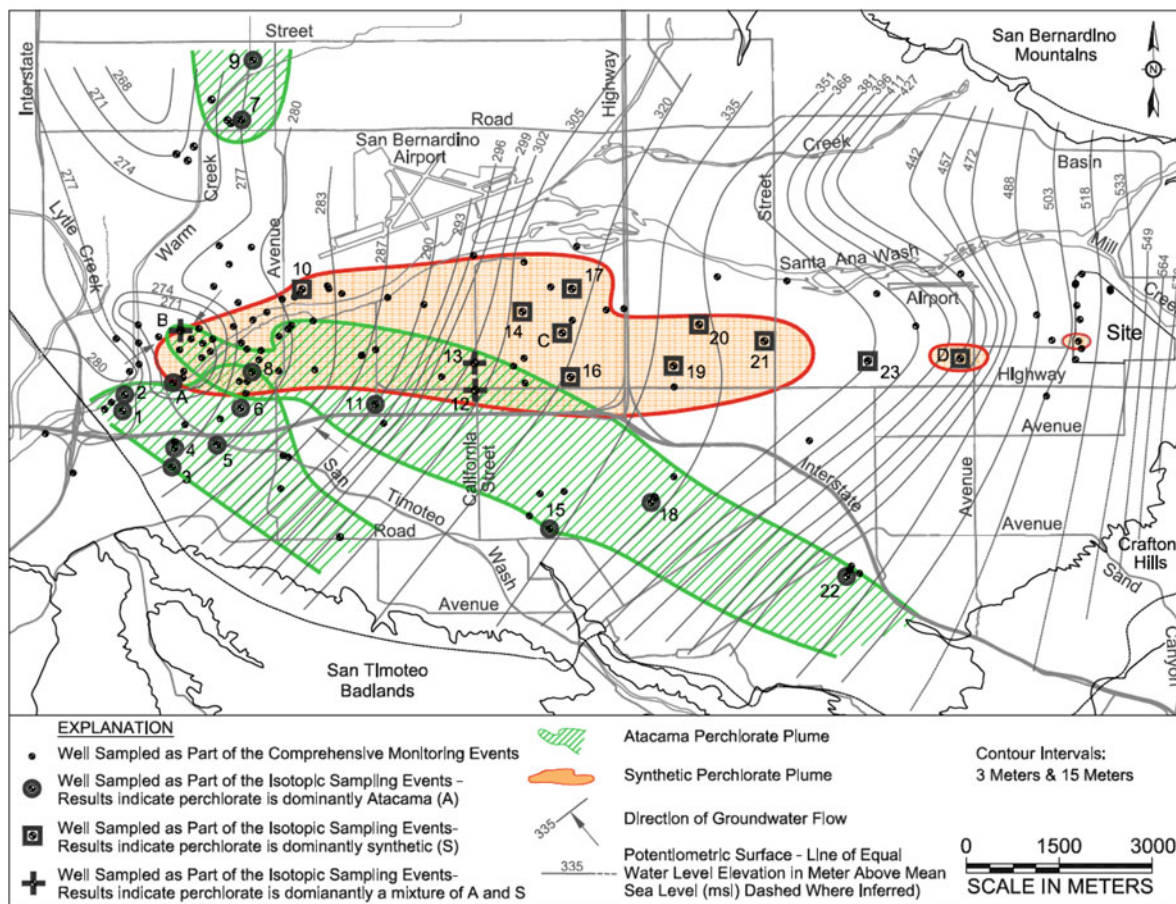 San Bernardino
Mountains
N
Interstate
Street
Highway
9
268
271
274
277
7
280
Road
San Bernardino
Airport
Creek
Warm
Lytle Creek
Avenue
277
283
287
290
293
296
299
302
305
320
335
351
366
381
396
411
427
442
457
472
488
503
518
533
549
564
Creek
Basin
Street
Santa Ana Wash
Mill
Creek
Airport
Site
10
17
14
C
20
21
B
274
271
13
16
19
23
D
Highway
280
2
A
8
12
1
6
11
Avenue
4
5
3
San
Timoteo
Wash
California
Street
Interstate
Avenue
15
18
Road
Avenue
Crafton
Hills
22
Sand
Canyon
Avenue
San Timoteo
Badlands
EXPLANATION
Well Sampled as Part of the Comprehensive Monitoring Events
Well Sampled as Part of the Isotopic Sampling Events -
Results indicate perchlorate is dominantly Atacama (A)
Well Sampled as Part of the Isotopic Sampling Events-
Results indicate perchlorate is dominantly synthetic (S)
Well Sampled as Part of the Isotopic Sampling Events-
Results indicate perchlorate is domianantly a mixture of A and S
Atacama Perchlorate Plume
Synthetic Perchlorate Plume
335
Direction of Groundwater Flow
335
Potentiometric Surface - Line of Equal
Water Level Elevation in Meter Above Mean
Sea Level (msl) Dashed Where Inferred)
Contour Intervals:
3 Meters & 15 Meters
0 1500 3000
SCALE IN METERS